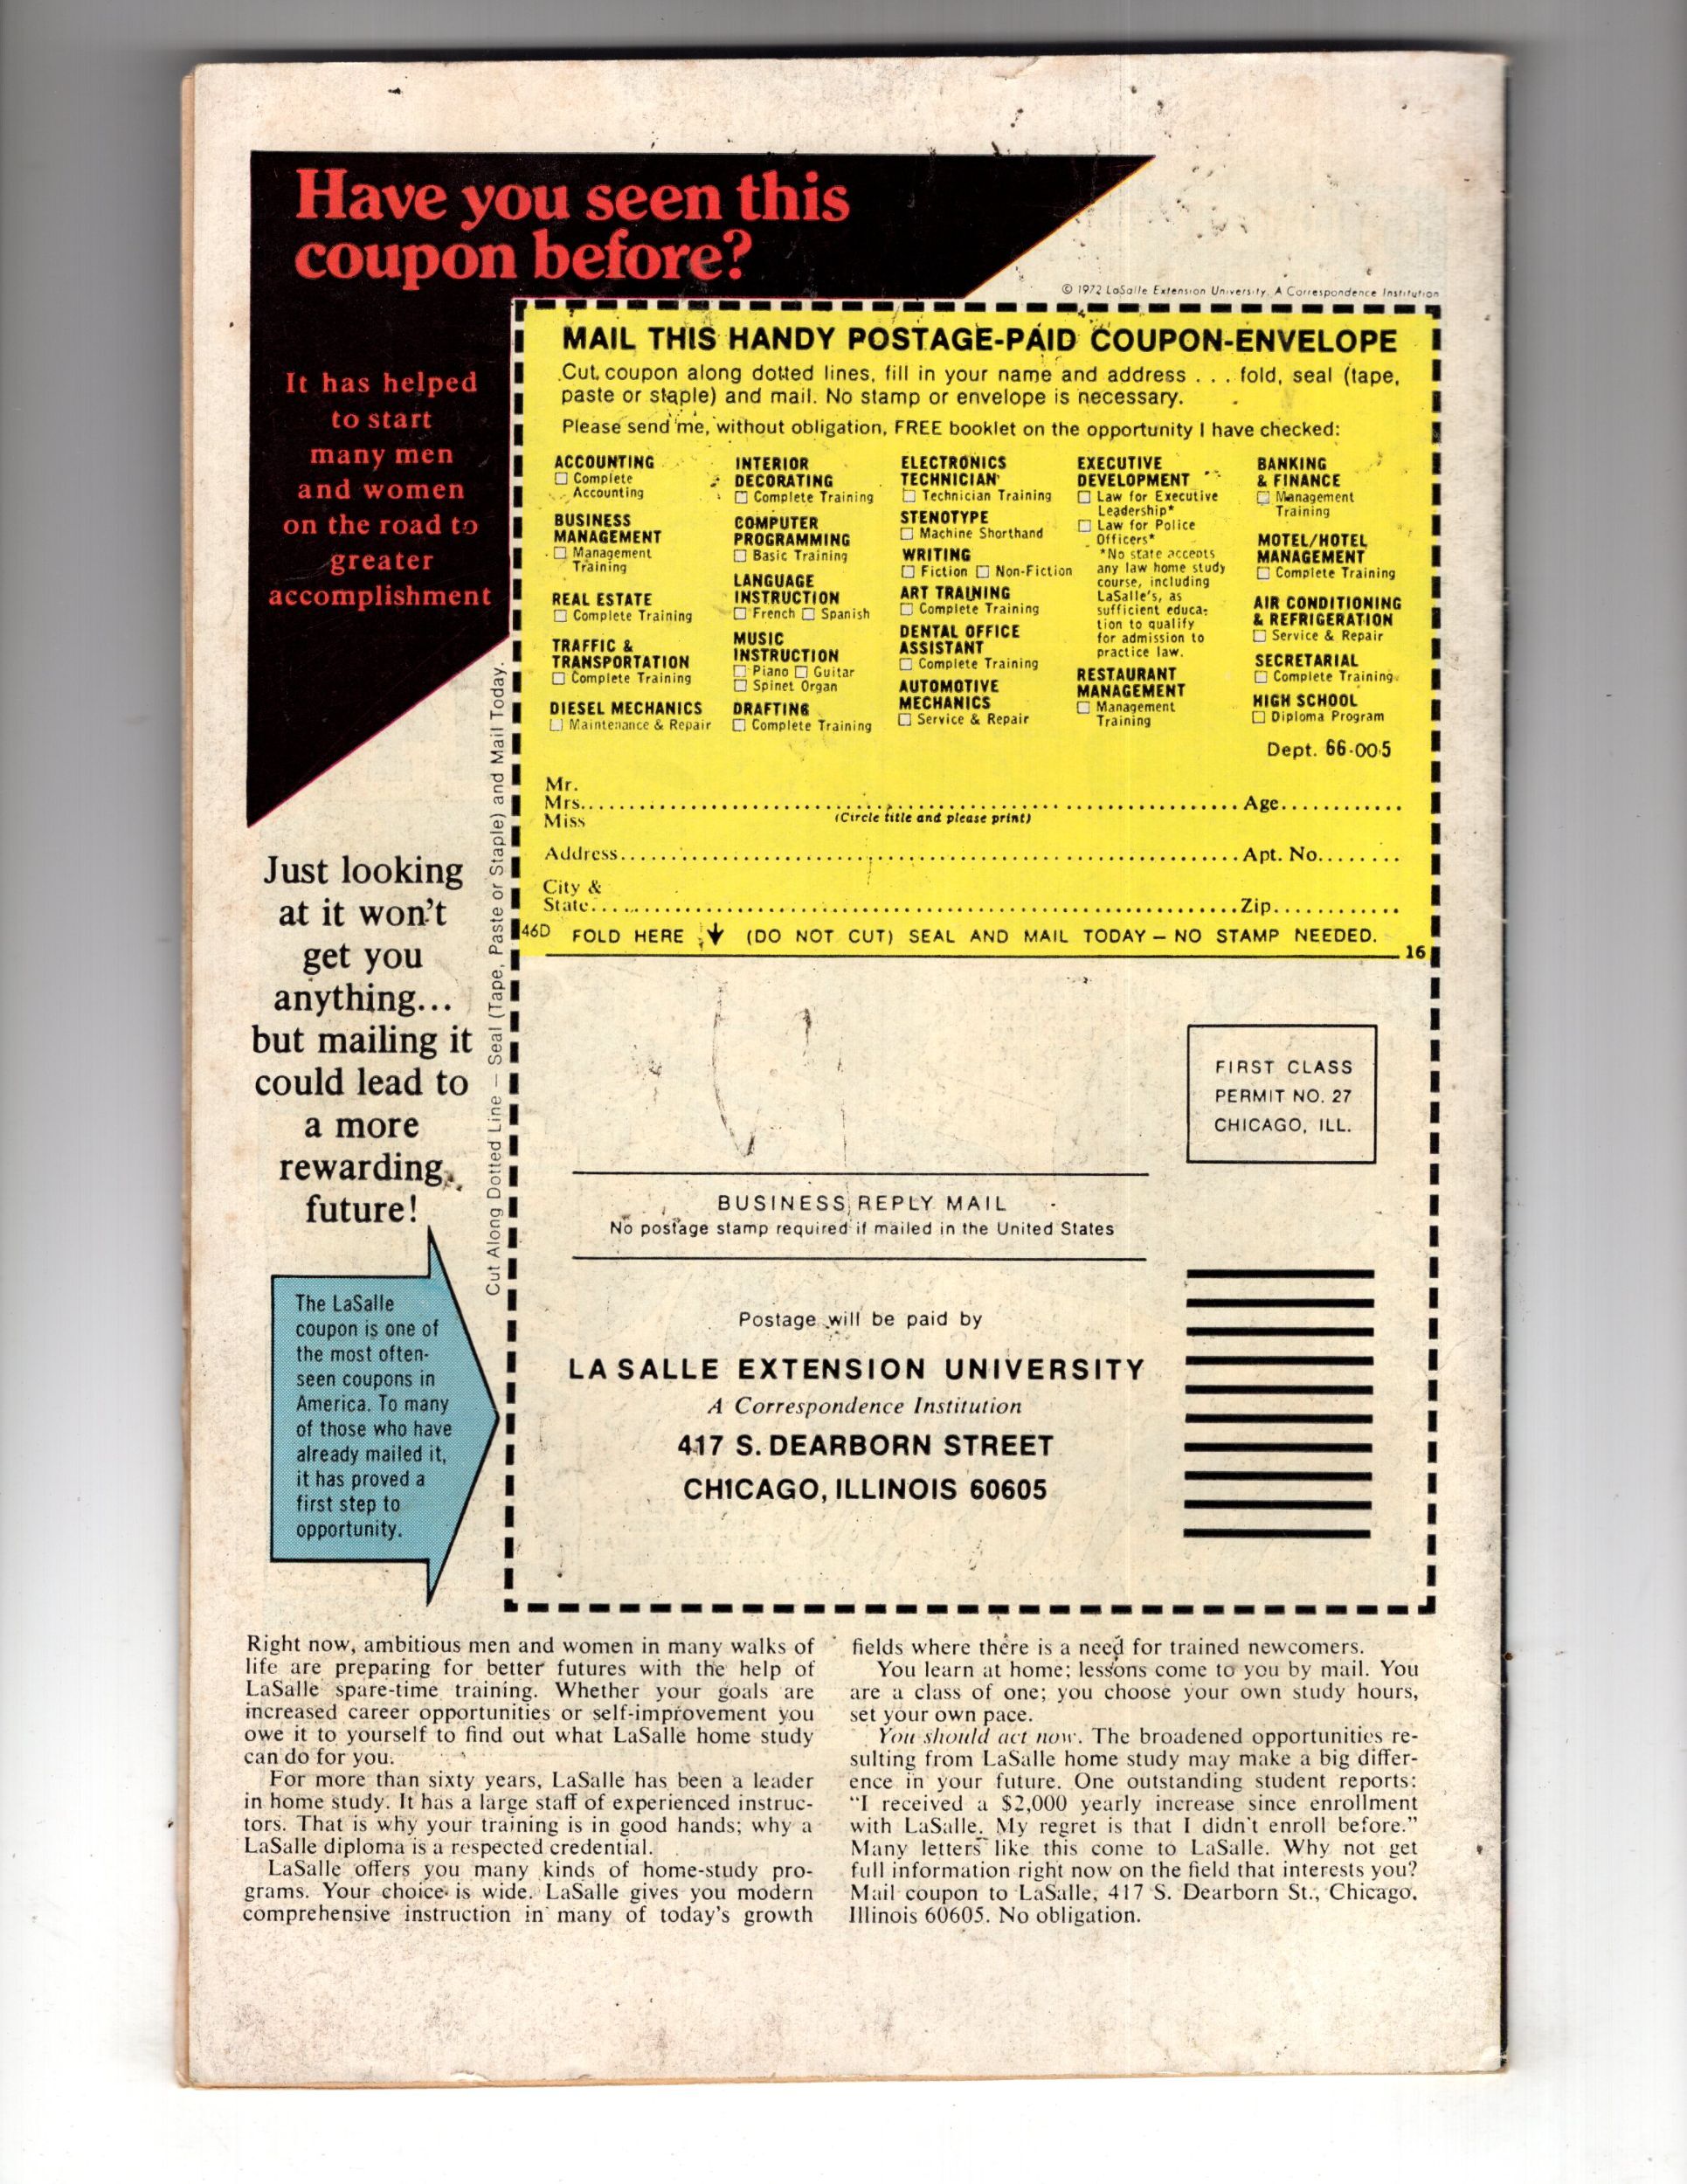 Have you seen this
coupon before?
© 1972 LaSalle Extension University, A Correspondence Institution
It has helped
to start
many men
and women
on the road to
greater
accomplishment
Just looking
at it won't
get you
anything...
but mailing it
could lead to
a more
rewarding
future!
The LaSalle
coupon is one of
the most often-
seen coupons in
America. To many
of those who have
already mailed it,
it has proved a
first step to
opportunity.
Cut Along Dotted Line – Seal (Tape, Paste or Staple) and Mail Today.
MAIL THIS HANDY POSTAGE-PAID COUPON-ENVELOPE
Cut coupon along dotted lines, fill in your name and address . . . fold, seal (tape,
paste or staple) and mail. No stamp or envelope is necessary.
Please send me, without obligation, FREE booklet on the opportunity I have checked:
ACCOUNTING
☐ Complete
Accounting
BUSINESS
MANAGEMENT
☐ Management
Training
REAL ESTATE
☐ Complete Training
TRAFFIC &
TRANSPORTATION
☐ Complete Training
DIESEL MECHANICS
☐ Maintenance & Repair
INTERIOR
DECORATING
☐ Complete Training
COMPUTER
PROGRAMMING
☐ Basic Training
LANGUAGE
INSTRUCTION
☐ French ☐ Spanish
MUSIC
INSTRUCTION
☐ Piano ☐ Guitar
☐ Spinet Organ
DRAFTING
☐ Complete Training
ELECTRONICS
TECHNICIAN
☐ Technician Training
STENOTYPE
☐ Machine Shorthand
WRITING
☐ Fiction ☐ Non-Fiction
ART TRAINING
☐ Complete Training
DENTAL OFFICE
ASSISTANT
☐ Complete Training
AUTOMOTIVE
MECHANICS
☐ Service & Repair
EXECUTIVE
DEVELOPMENT
☐ Law for Executive
Leadership*
☐ Law for Police
Officers*
*No state accepts
any law home study
course, including
LaSalle's, as
sufficient educa-
tion to qualify
for admission to
practice law.
RESTAURANT
MANAGEMENT
☐ Management
Training
BANKING
& FINANCE
☐ Management
Training
MOTEL/HOTEL
MANAGEMENT
☐ Complete Training
AIR CONDITIONING
& REFRIGERATION
☐ Service & Repair
SECRETARIAL
☐ Complete Training
HIGH SCHOOL
☐ Diploma Program
Dept. 66-005
Mr.
Mrs. Age
Miss (Circle title and please print)
Address Apt. No.
City &
State Zip
46D FOLD HERE ↓ (DO NOT CUT) SEAL AND MAIL TODAY – NO STAMP NEEDED.
16
FIRST CLASS
PERMIT NO. 27
CHICAGO, ILL.
BUSINESS REPLY MAIL
No postage stamp required if mailed in the United States
Postage will be paid by
LA SALLE EXTENSION UNIVERSITY
A Correspondence Institution
417 S. DEARBORN STREET
CHICAGO, ILLINOIS 60605
Right now, ambitious men and women in many walks of
life are preparing for better futures with the help of
LaSalle spare-time training. Whether your goals are
increased career opportunities or self-improvement you
owe it to yourself to find out what LaSalle home study
can do for you.
For more than sixty years, LaSalle has been a leader
in home study. It has a large staff of experienced instruc-
tors. That is why your training is in good hands; why a
LaSalle diploma is a respected credential.
LaSalle offers you many kinds of home-study pro-
grams. Your choice is wide. LaSalle gives you modern
comprehensive instruction in many of today's growth
fields where there is a need for trained newcomers.
You learn at home; lessons come to you by mail. You
are a class of one; you choose your own study hours,
set your own pace.
You should act now. The broadened opportunities re-
sulting from LaSalle home study may make a big differ-
ence in your future. One outstanding student reports:
"I received a $2,000 yearly increase since enrollment
with LaSalle. My regret is that I didn't enroll before."
Many letters like this come to LaSalle. Why not get
full information right now on the field that interests you?
Mail coupon to LaSalle, 417 S. Dearborn St., Chicago,
Illinois 60605. No obligation.